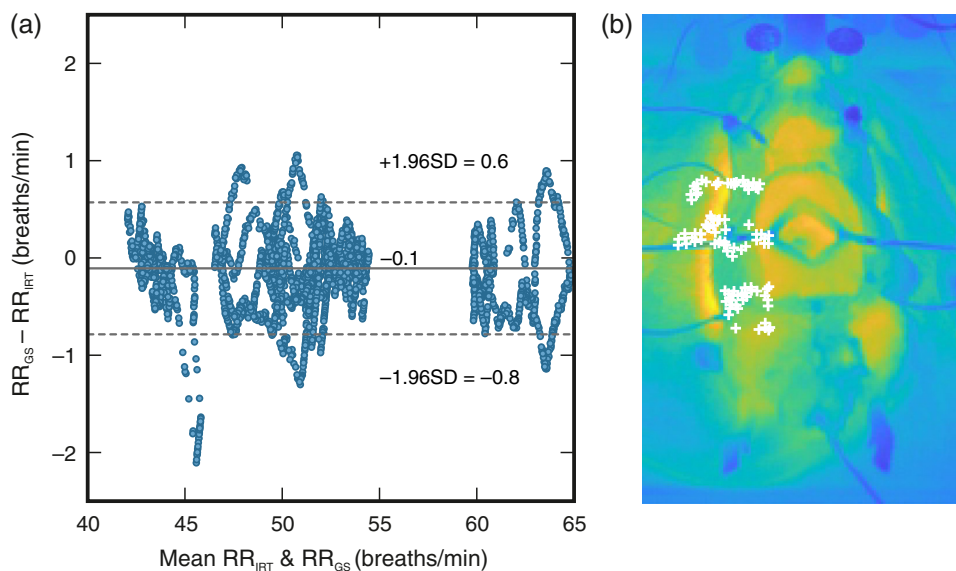 (a)
(b)
2
1
0
−1
−2
40
45
50
55
60
65
+1.96SD = 0.6
−0.1
−1.96SD = −0.8
RR_GS − RR_IRT (breaths/min)
Mean RR_IRT & RR_GS (breaths/min)